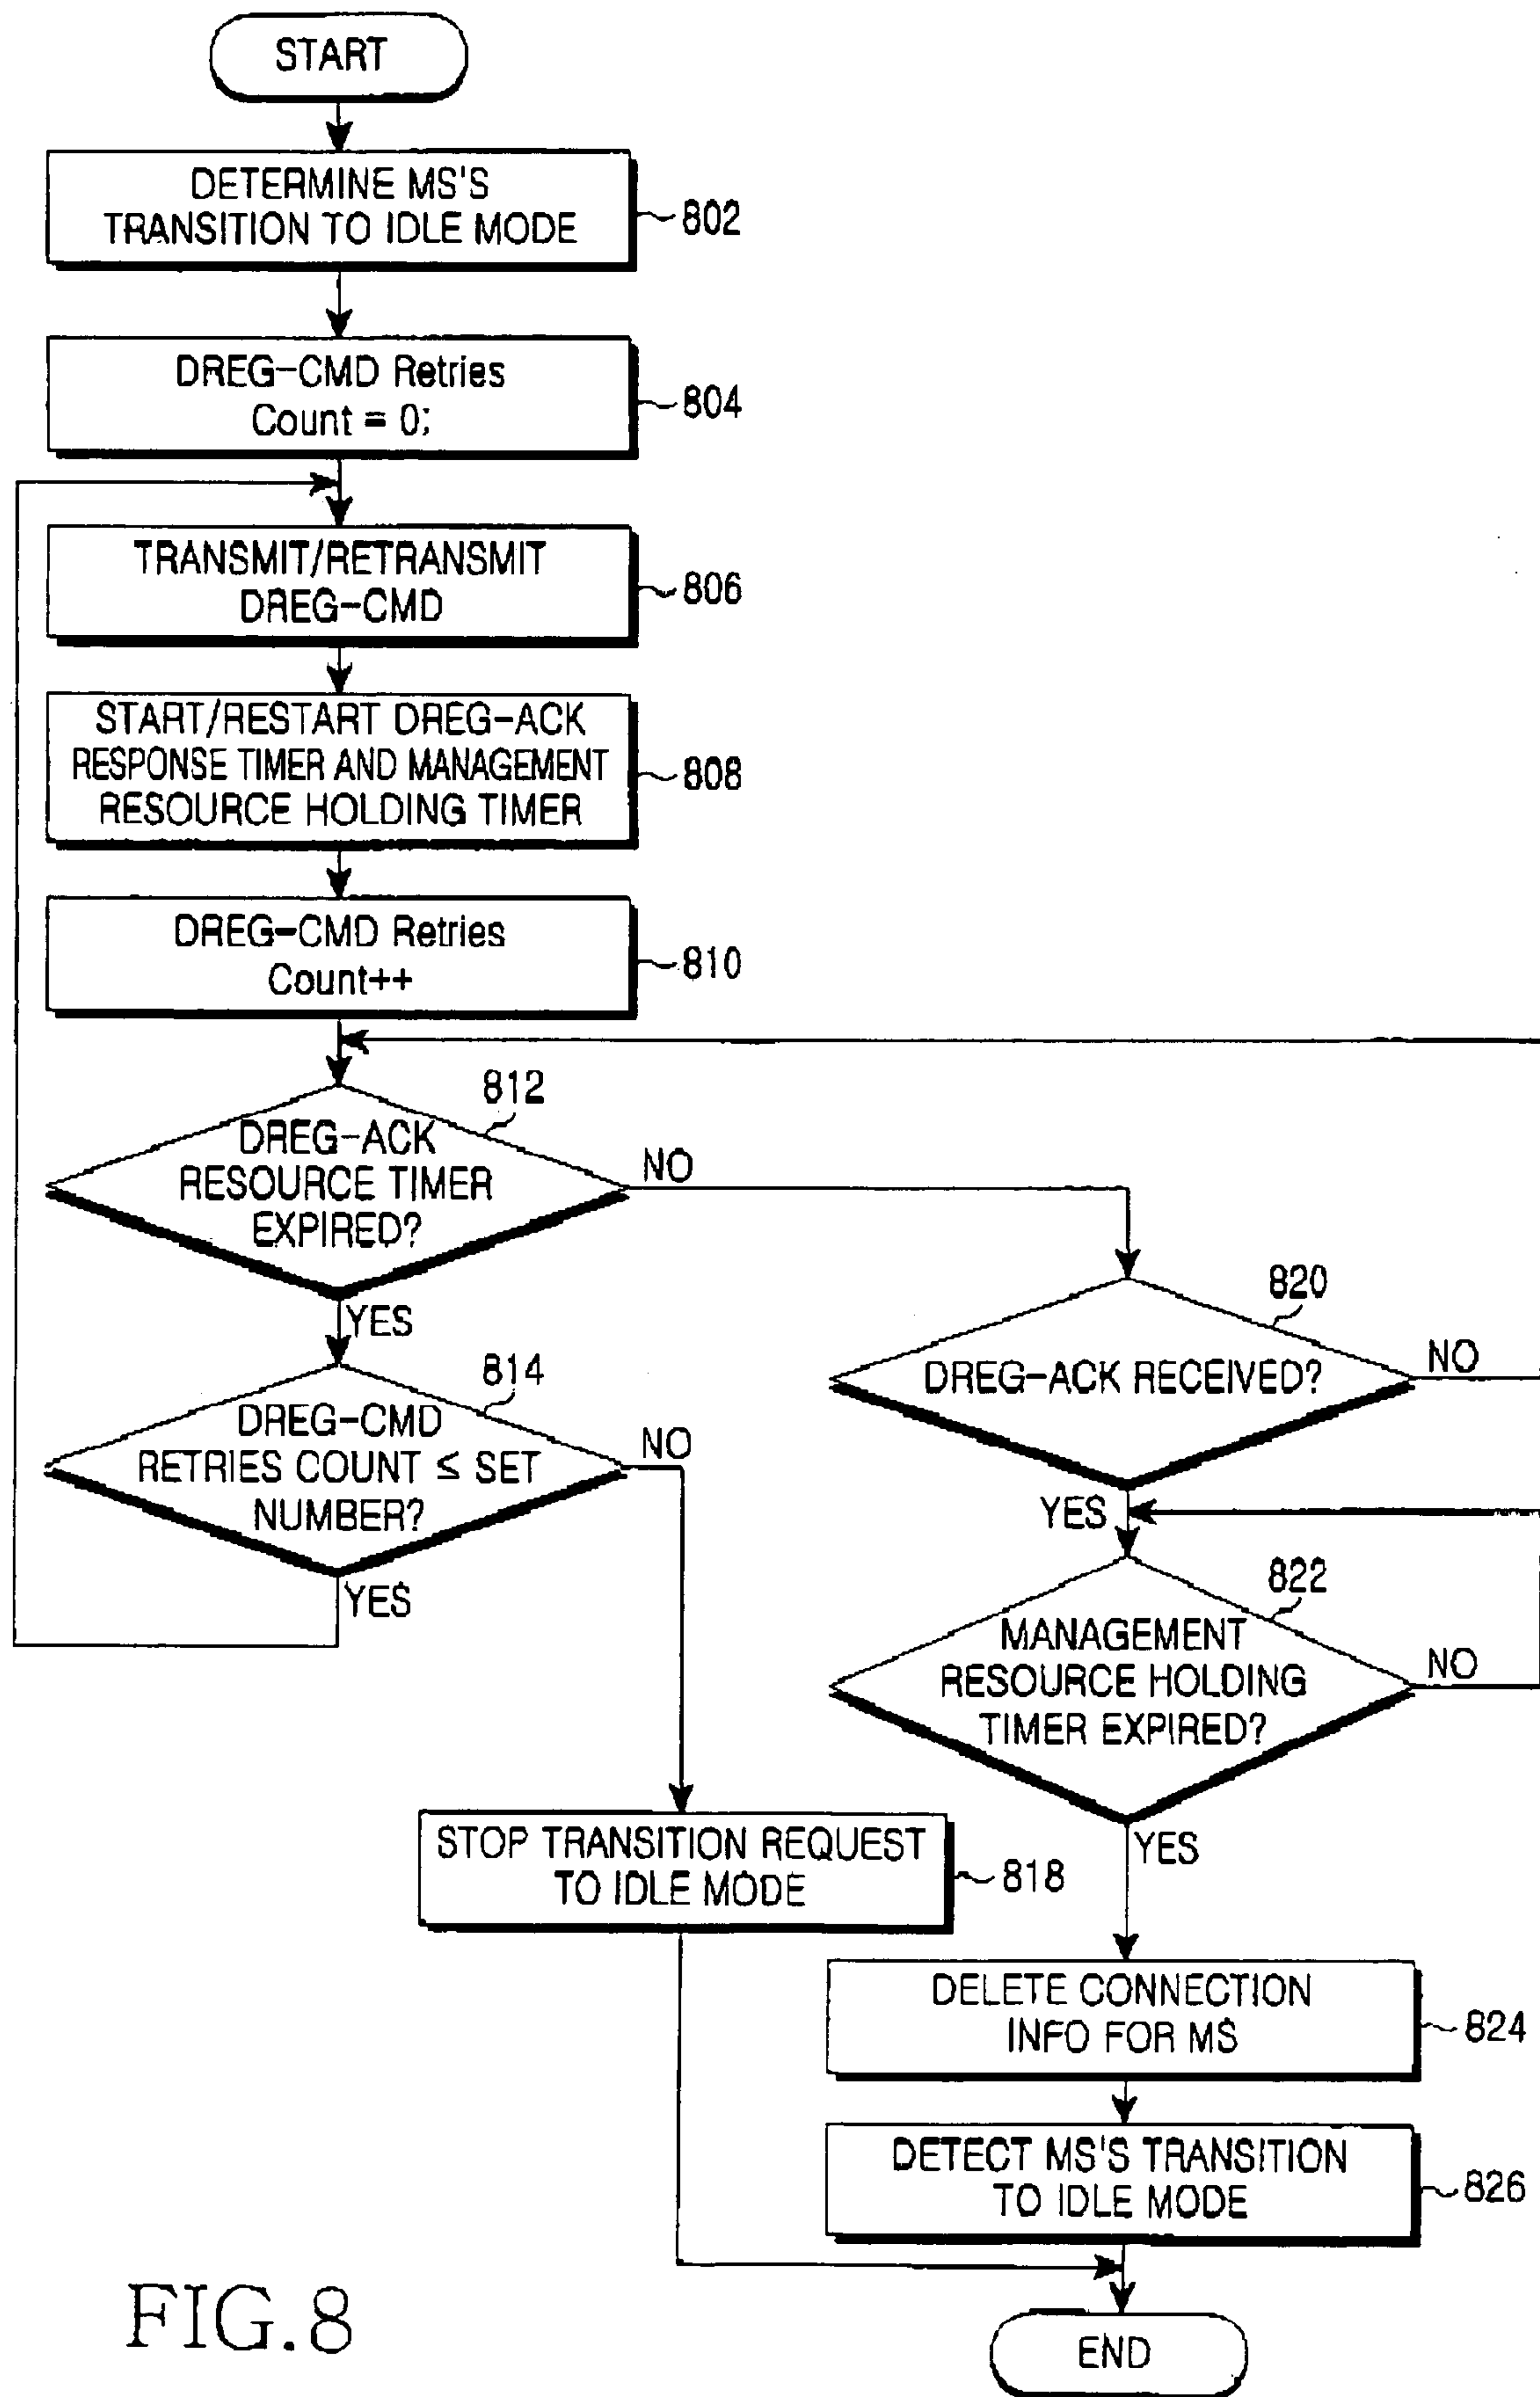 START
DETERMINE MS'S
TRANSITION TO IDLE MODE
802
DREG-CMD Retries
Count = 0;
804
TRANSMIT/RETRANSMIT
DREG-CMD
806
START/RESTART DREG-ACK
RESPONSE TIMER AND MANAGEMENT
RESOURCE HOLDING TIMER
808
DREG-CMD Retries
Count++
810
812
DREG-ACK
RESOURCE TIMER
EXPIRED?
NO
YES
814
DREG-CMD
RETRIES COUNT ≤ SET
NUMBER?
NO
YES
820
DREG-ACK RECEIVED?
NO
YES
822
MANAGEMENT
RESOURCE HOLDING
TIMER EXPIRED?
NO
YES
STOP TRANSITION REQUEST
TO IDLE MODE
818
DELETE CONNECTION
INFO FOR MS
824
DETECT MS'S TRANSITION
TO IDLE MODE
826
END
FIG.8